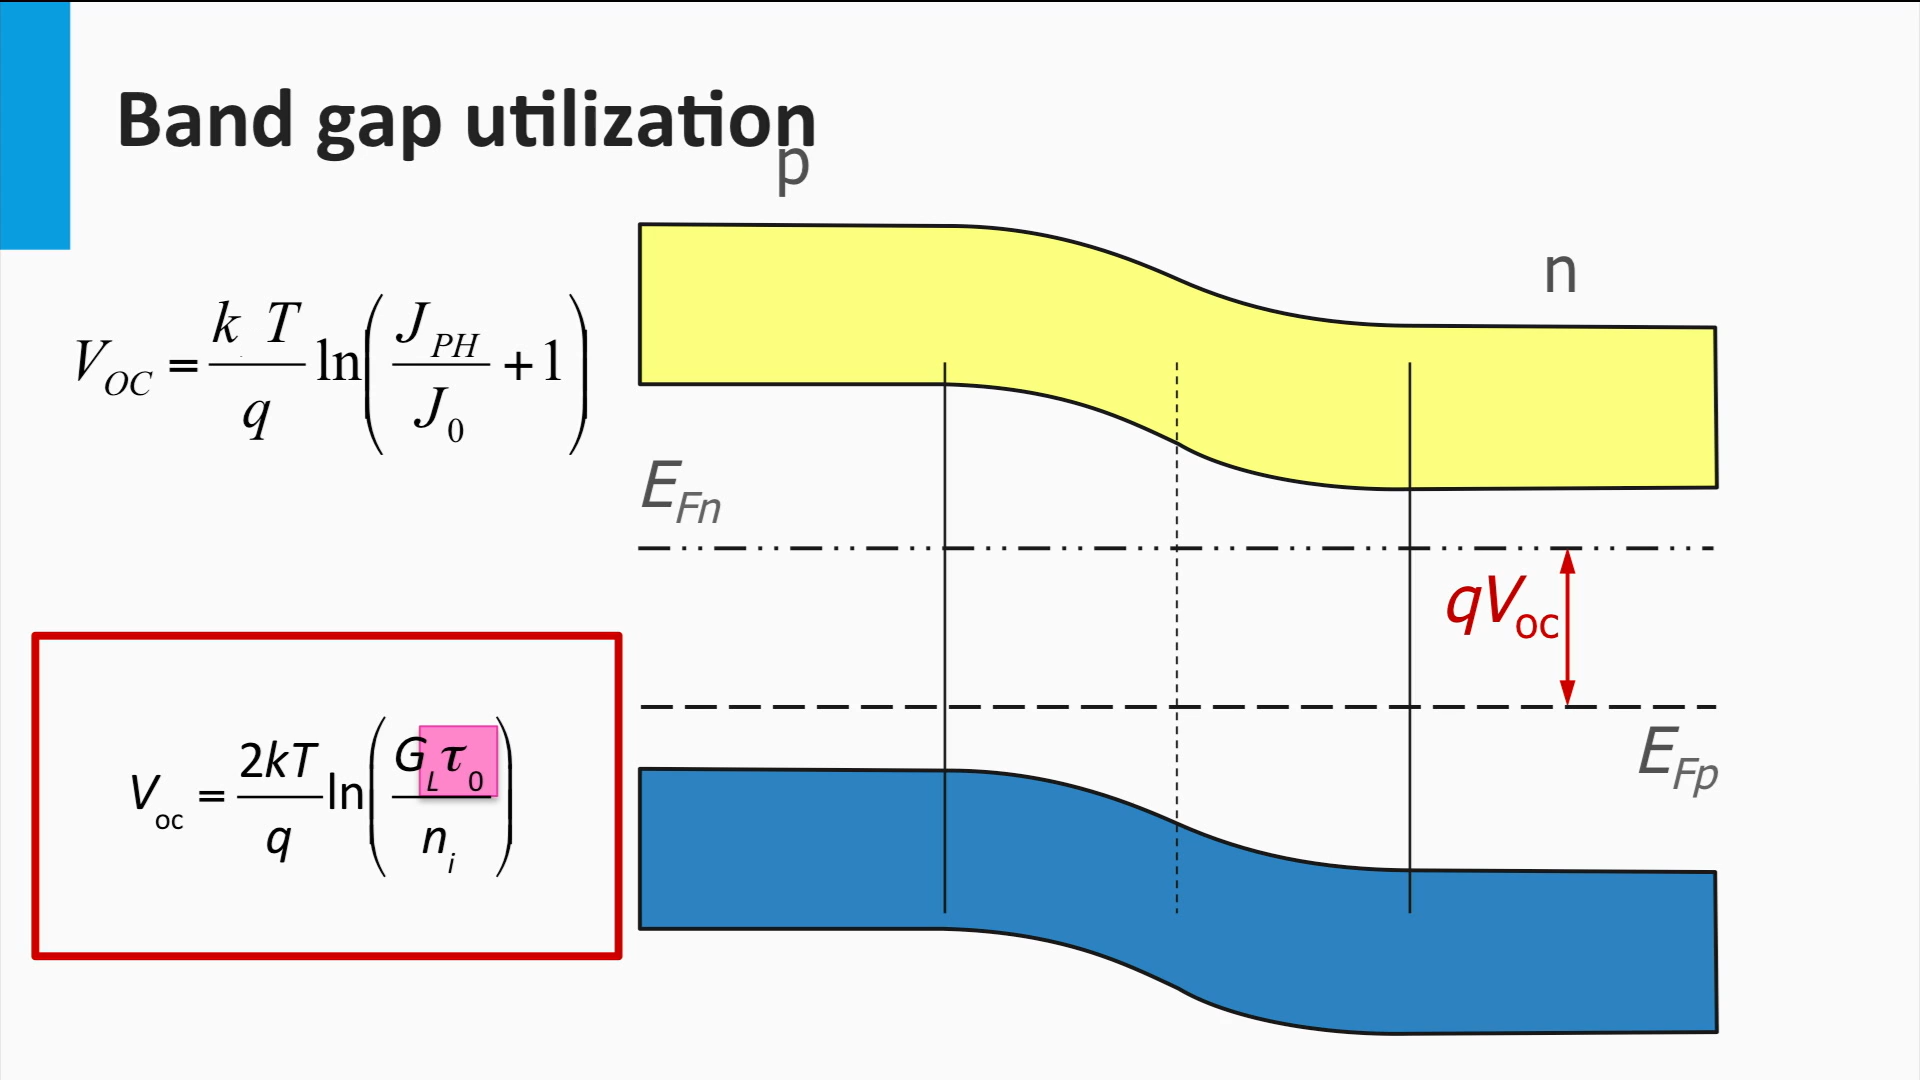 Band gap utilization
p
n
V_OC = k T / q ln( J_PH / J_0 + 1 )
E_Fn
qV_oc
E_Fp
V_oc = 2kT / q ln( G_L τ_0 / n_i )